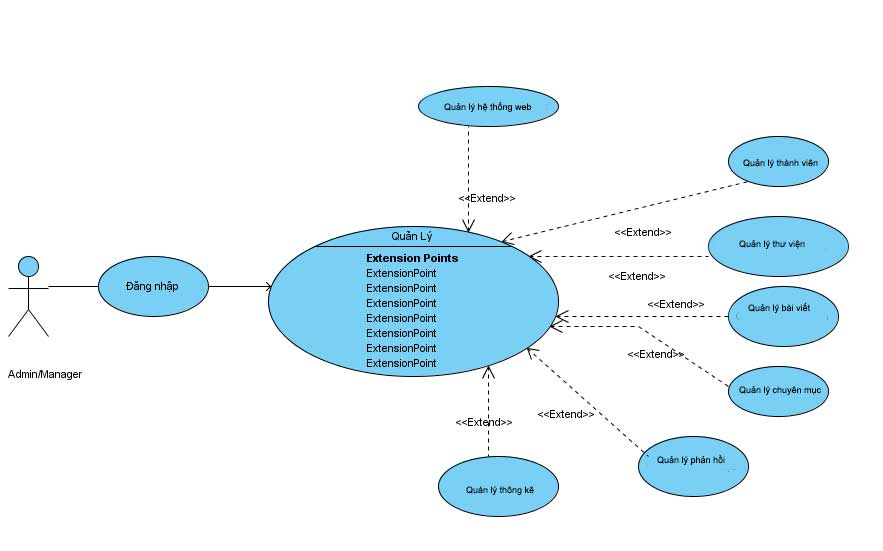 Quản lý hệ thống web
Quản lý thành viên
<<Extend>>
Quản Lý
<<Extend>>
Quản lý thư viện
Extension Points
ExtensionPoint
ExtensionPoint
ExtensionPoint
ExtensionPoint
ExtensionPoint
ExtensionPoint
ExtensionPoint
<<Extend>>
<<Extend>>
Quản lý bài viết
Đăng nhập
<<Extend>>
Admin/Manager
Quản lý chuyên mục
<<Extend>>
<<Extend>>
Quản lý phản hồi
Quản lý thông kê